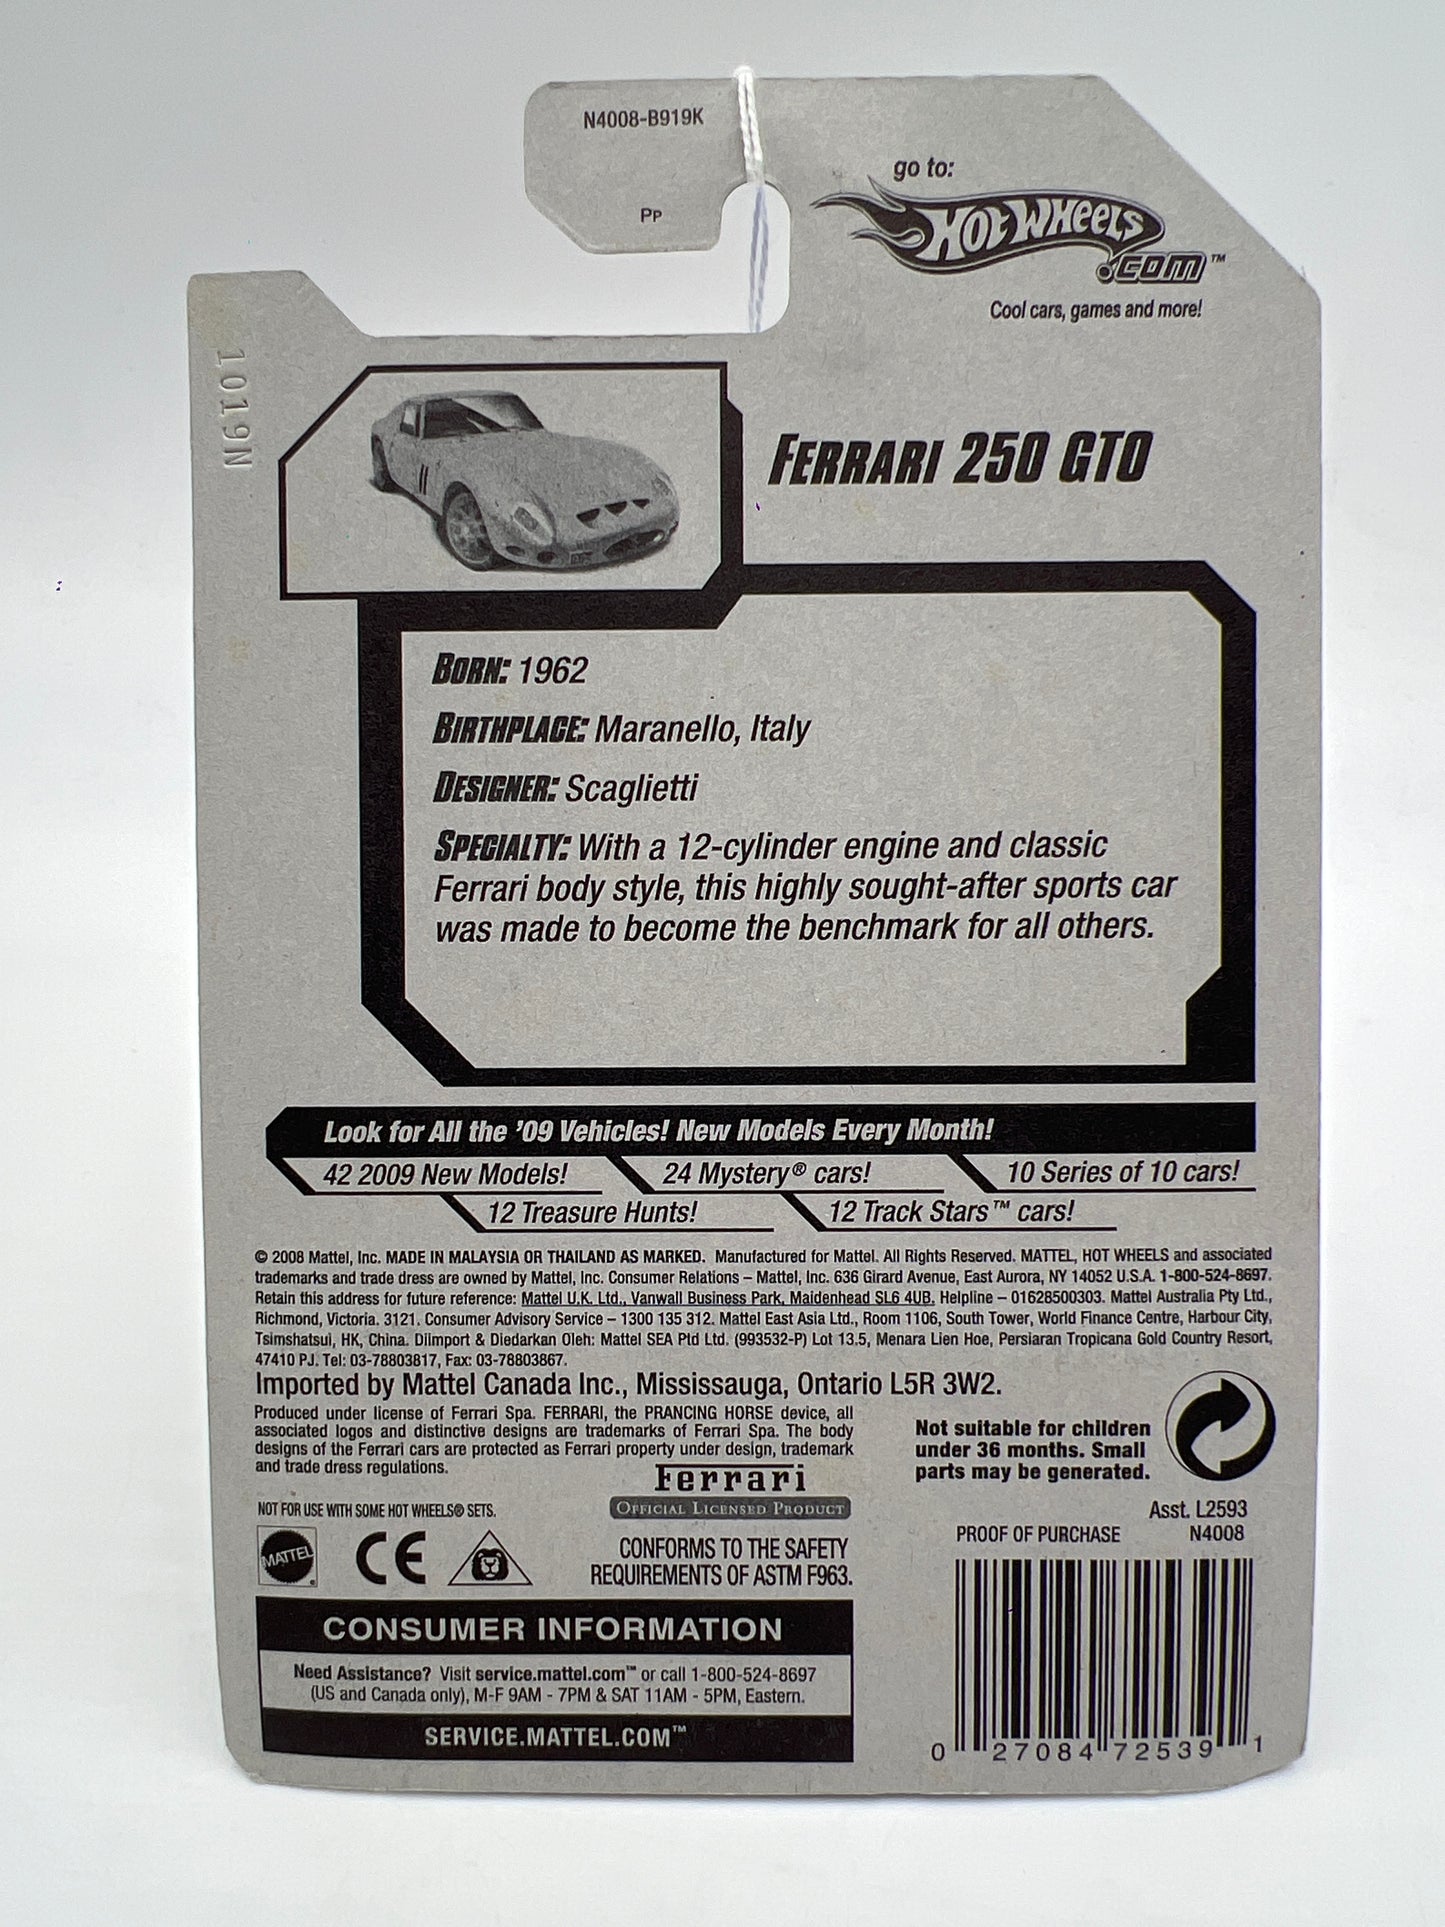 N4008-B919K
PP
go to:
HOT WHEELS
.COM™
Cool cars, games and more!
1019N
FERRARI 250 GTO
BORN: 1962
BIRTHPLACE: Maranello, Italy
DESIGNER: Scaglietti
SPECIALTY: With a 12-cylinder engine and classic
Ferrari body style, this highly sought-after sports car
was made to become the benchmark for all others.
Look for All the '09 Vehicles! New Models Every Month!
42 2009 New Models!
24 Mystery® cars!
10 Series of 10 cars!
12 Treasure Hunts!
12 Track Stars™ cars!
© 2008 Mattel, Inc. MADE IN MALAYSIA OR THAILAND AS MARKED. Manufactured for Mattel. All Rights Reserved. MATTEL, HOT WHEELS and associated
trademarks and trade dress are owned by Mattel, Inc. Consumer Relations – Mattel, Inc. 636 Girard Avenue, East Aurora, NY 14052 U.S.A. 1-800-524-8697.
Retain this address for future reference: Mattel U.K. Ltd., Vanwall Business Park, Maidenhead SL6 4UB. Helpline – 01628500303. Mattel Australia Pty Ltd.,
Richmond, Victoria. 3121. Consumer Advisory Service – 1300 135 312. Mattel East Asia Ltd., Room 1106, South Tower, World Finance Centre, Harbour City,
Tsimshatsui, HK, China. Diimport & Diedarkan Oleh: Mattel SEA Ptd Ltd. (993532-P) Lot 13.5, Menara Lien Hoe, Persiaran Tropicana Gold Country Resort,
47410 PJ. Tel: 03-78803817, Fax: 03-78803867.
Imported by Mattel Canada Inc., Mississauga, Ontario L5R 3W2.
Produced under license of Ferrari Spa. FERRARI, the PRANCING HORSE device, all
associated logos and distinctive designs are trademarks of Ferrari Spa. The body
designs of the Ferrari cars are protected as Ferrari property under design, trademark
and trade dress regulations.
Ferrari
OFFICIAL LICENSED PRODUCT
Not suitable for children
under 36 months. Small
parts may be generated.
NOT FOR USE WITH SOME HOT WHEELS® SETS.
MATTEL
CE
CONFORMS TO THE SAFETY
REQUIREMENTS OF ASTM F963.
Asst. L2593
PROOF OF PURCHASE N4008
CONSUMER INFORMATION
Need Assistance? Visit service.mattel.com™ or call 1-800-524-8697
(US and Canada only), M-F 9AM - 7PM & SAT 11AM - 5PM, Eastern.
SERVICE.MATTEL.COM™
0 27084 72539 1